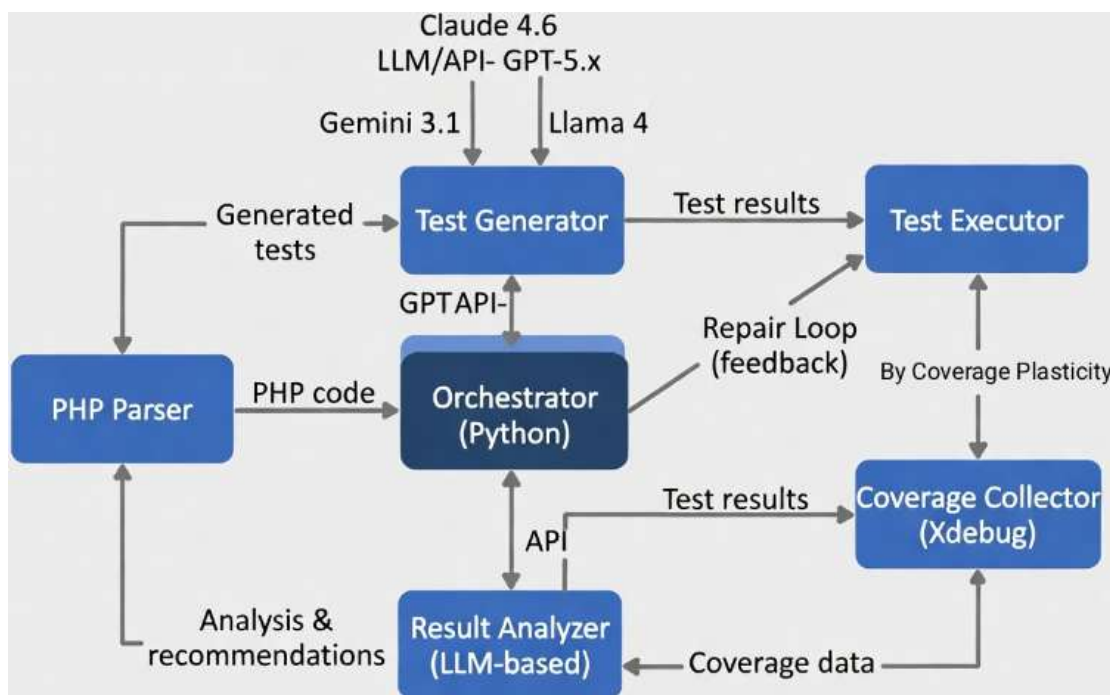 Claude 4.6
LLM/API- GPT-5.x
Gemini 3.1
Llama 4
Generated
tests
Test Generator
Test results
Test Executor
GPT API-
Repair Loop
(feedback)
By Coverage Plasticity
PHP Parser
PHP code
Orchestrator
(Python)
Test results
Coverage Collector
(Xdebug)
API
Analysis &
recommendations
Result Analyzer
(LLM-based)
Coverage data